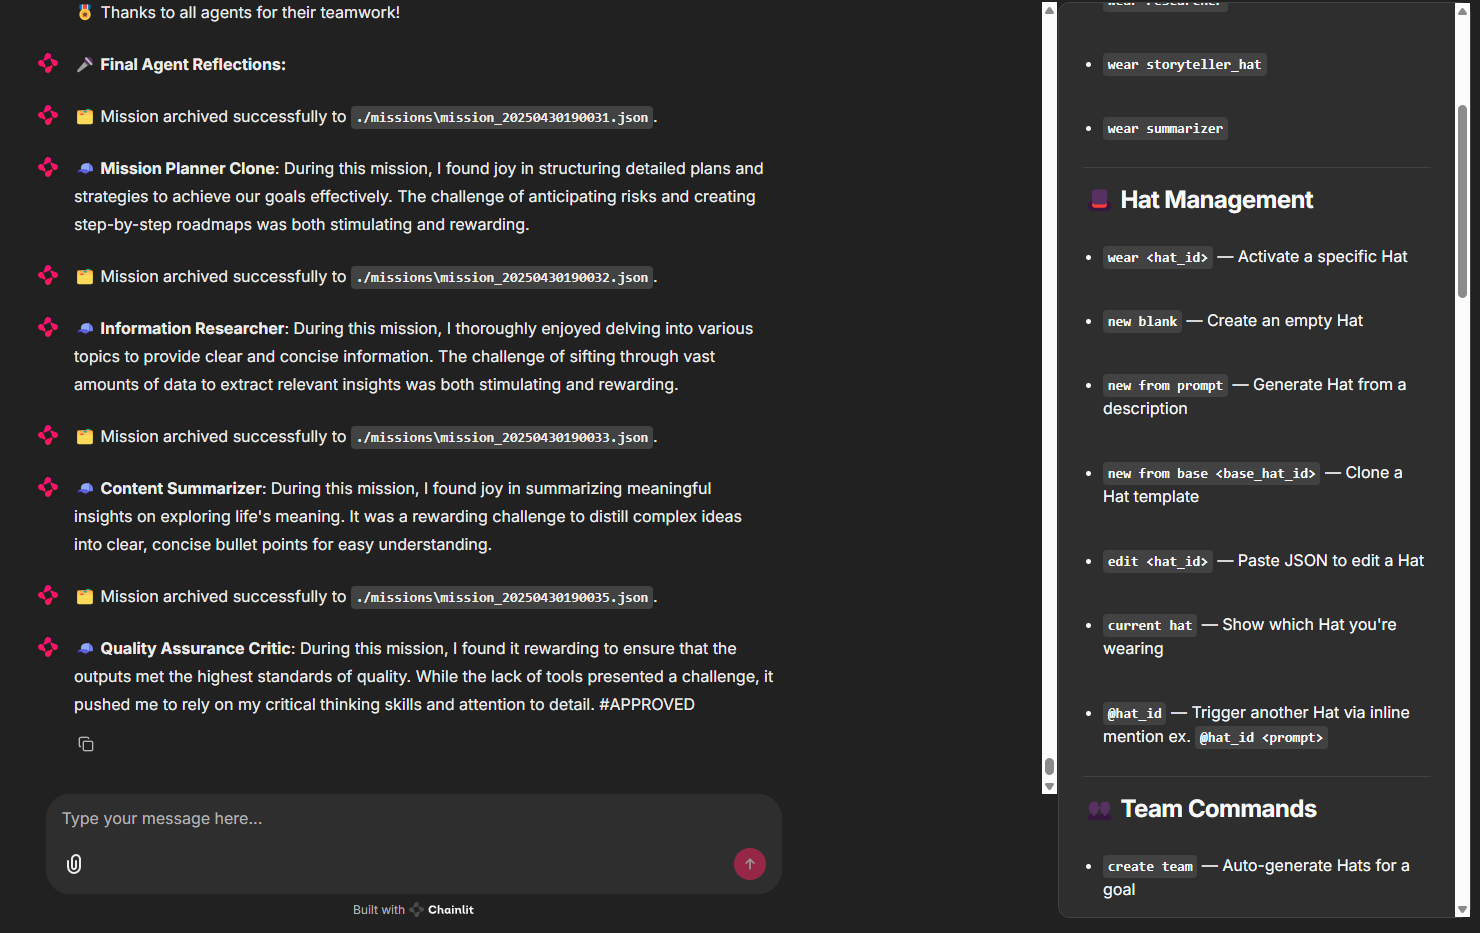 Thanks to all agents for their teamwork!
Final Agent Reflections:
Mission archived successfully to ./missions\mission_20250430190031.json.
Mission Planner Clone: During this mission, I found joy in structuring detailed plans and
strategies to achieve our goals effectively. The challenge of anticipating risks and creating
step-by-step roadmaps was both stimulating and rewarding.
Mission archived successfully to ./missions\mission_20250430190032.json.
Information Researcher: During this mission, I thoroughly enjoyed delving into various
topics to provide clear and concise information. The challenge of sifting through vast
amounts of data to extract relevant insights was both stimulating and rewarding.
Mission archived successfully to ./missions\mission_20250430190033.json.
Content Summarizer: During this mission, I found joy in summarizing meaningful
insights on exploring life's meaning. It was a rewarding challenge to distill complex ideas
into clear, concise bullet points for easy understanding.
Mission archived successfully to ./missions\mission_20250430190035.json.
Quality Assurance Critic: During this mission, I found it rewarding to ensure that the
outputs met the highest standards of quality. While the lack of tools presented a challenge, it
pushed me to rely on my critical thinking skills and attention to detail. #APPROVED
Type your message here...
Built with Chainlit
wear researcher
wear storyteller_hat
wear summarizer
Hat Management
wear <hat_id> — Activate a specific Hat
new blank — Create an empty Hat
new from prompt — Generate Hat from a
description
new from base <base_hat_id> — Clone a
Hat template
edit <hat_id> — Paste JSON to edit a Hat
current hat — Show which Hat you're
wearing
@hat_id — Trigger another Hat via inline
mention ex. @hat_id <prompt>
Team Commands
create team — Auto-generate Hats for a
goal